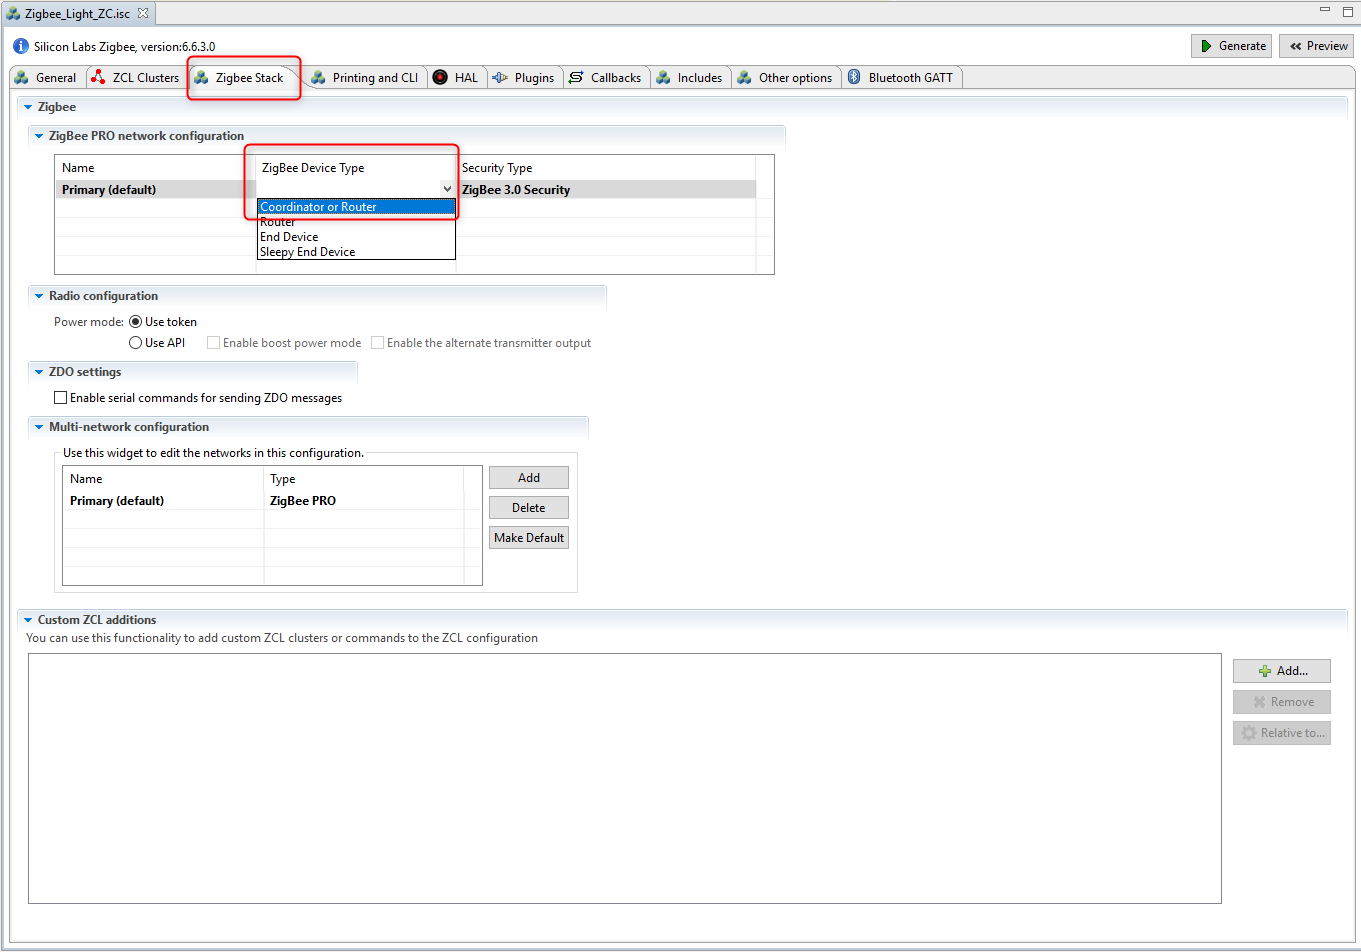 Zigbee_Light_ZC.isc
Silicon Labs Zigbee, version:6.6.3.0
Generate
Preview
General
ZCL Clusters
Zigbee Stack
Printing and CLI
HAL
Plugins
Callbacks
Includes
Other options
Bluetooth GATT
Zigbee
ZigBee PRO network configuration
Name ZigBee Device Type Security Type
Primary (default) ZigBee 3.0 Security
Coordinator or Router
Router
End Device
Sleepy End Device
Radio configuration
Power mode: Use token
Use API Enable boost power mode Enable the alternate transmitter output
ZDO settings
Enable serial commands for sending ZDO messages
Multi-network configuration
Use this widget to edit the networks in this configuration.
Name Type
Primary (default) ZigBee PRO
Add
Delete
Make Default
Custom ZCL additions
You can use this functionality to add custom ZCL clusters or commands to the ZCL configuration
Add...
Remove
Relative to...